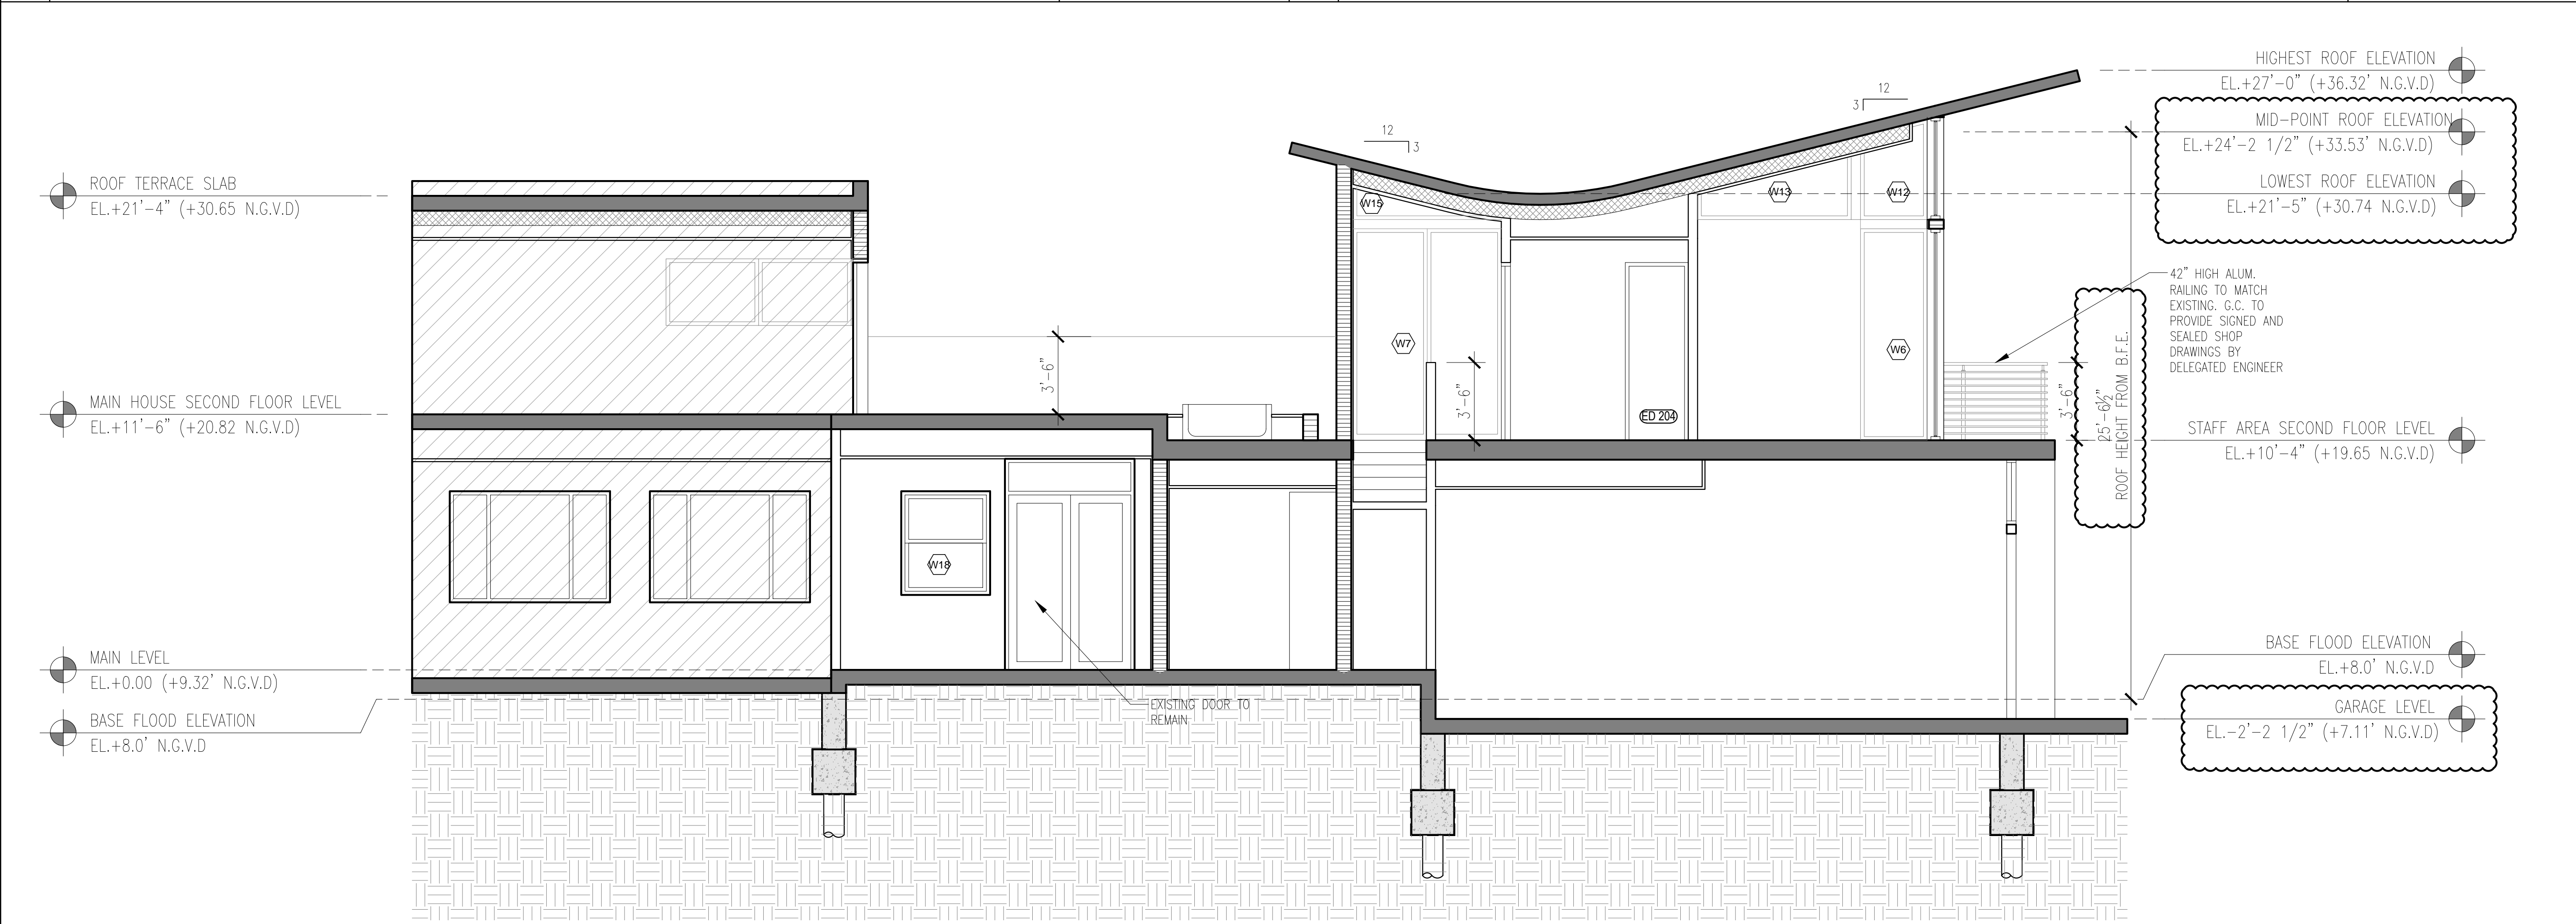 HIGHEST ROOF ELEVATION
EL.+27'-0" (+36.32' N.G.V.D)
MID-POINT ROOF ELEVATION
EL.+24'-2 1/2" (+33.53' N.G.V.D)
LOWEST ROOF ELEVATION
EL.+21'-5" (+30.74 N.G.V.D)
12
3
12
3
ROOF TERRACE SLAB
EL.+21'-4" (+30.65 N.G.V.D)
W15
W13
W12
42" HIGH ALUM.
RAILING TO MATCH
EXISTING. G.C. TO
PROVIDE SIGNED AND
SEALED SHOP
DRAWINGS BY
DELEGATED ENGINEER
W7
W6
3'-6"
3'-6"
3'-6"
25'-6½"
ROOF HEIGHT FROM B.F.E.
ED 204
MAIN HOUSE SECOND FLOOR LEVEL
EL.+11'-6" (+20.82 N.G.V.D)
STAFF AREA SECOND FLOOR LEVEL
EL.+10'-4" (+19.65 N.G.V.D)
W18
MAIN LEVEL
EL.+0.00 (+9.32' N.G.V.D)
BASE FLOOD ELEVATION
EL.+8.0' N.G.V.D
EXISTING DOOR TO
REMAIN
BASE FLOOD ELEVATION
EL.+8.0' N.G.V.D
GARAGE LEVEL
EL.-2'-2 1/2" (+7.11' N.G.V.D)